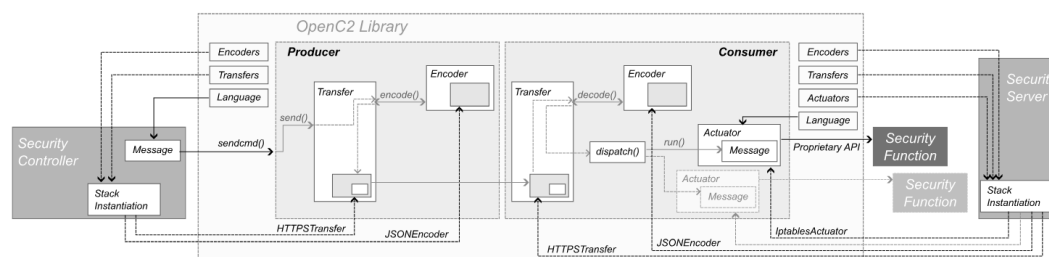 OpenC2 Library
Encoders
Transfers
Language
Security
Controller
Message
sendcmd()
Stack
Instantiation
Producer
send()
Transfer
encode()
Encoder
HTTPSTransfer
JSONEncoder
Consumer
Transfer
decode()
Encoder
dispatch()
run()
Actuator
Message
Actuator
Message
HTTPSTransfer
JSONEncoder
IptablesActuator
Encoders
Transfers
Actuators
Language
Proprietary API
Security
Function
Security
Function
Server
Stack
Instantiation